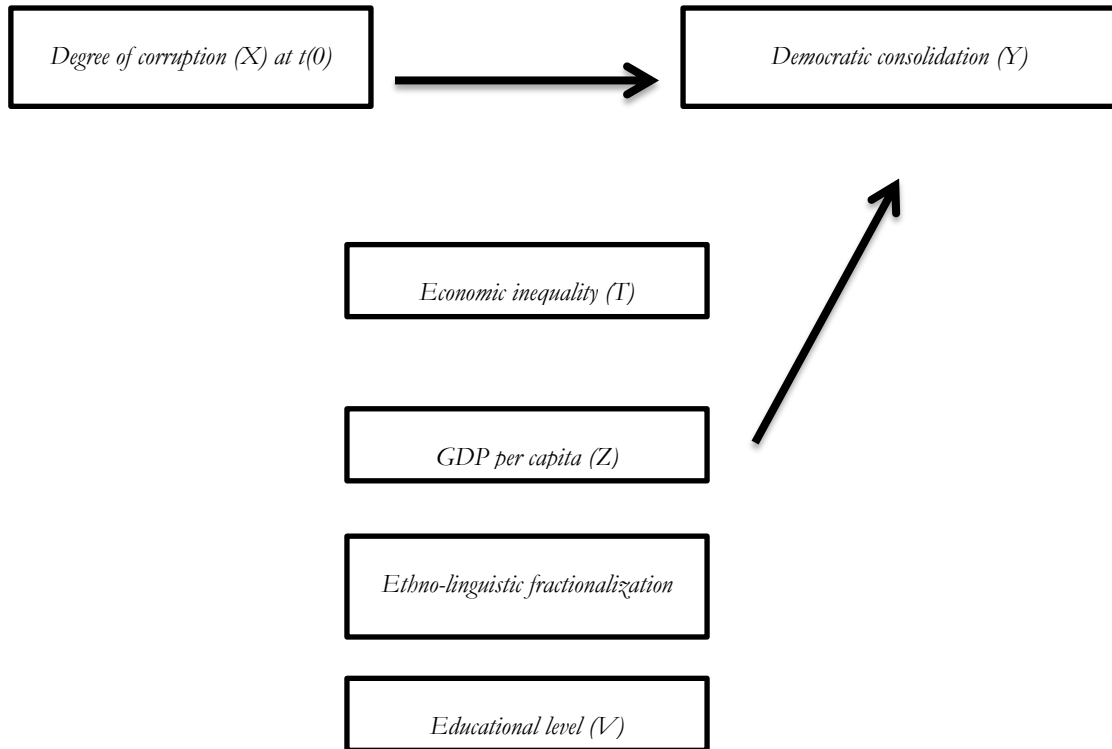 Degree of corruption (X) at t(0)
Democratic consolidation (Y)
Economic inequality (T)
GDP per capita (Z)
Ethno-linguistic fractionalization
Educational level (V)